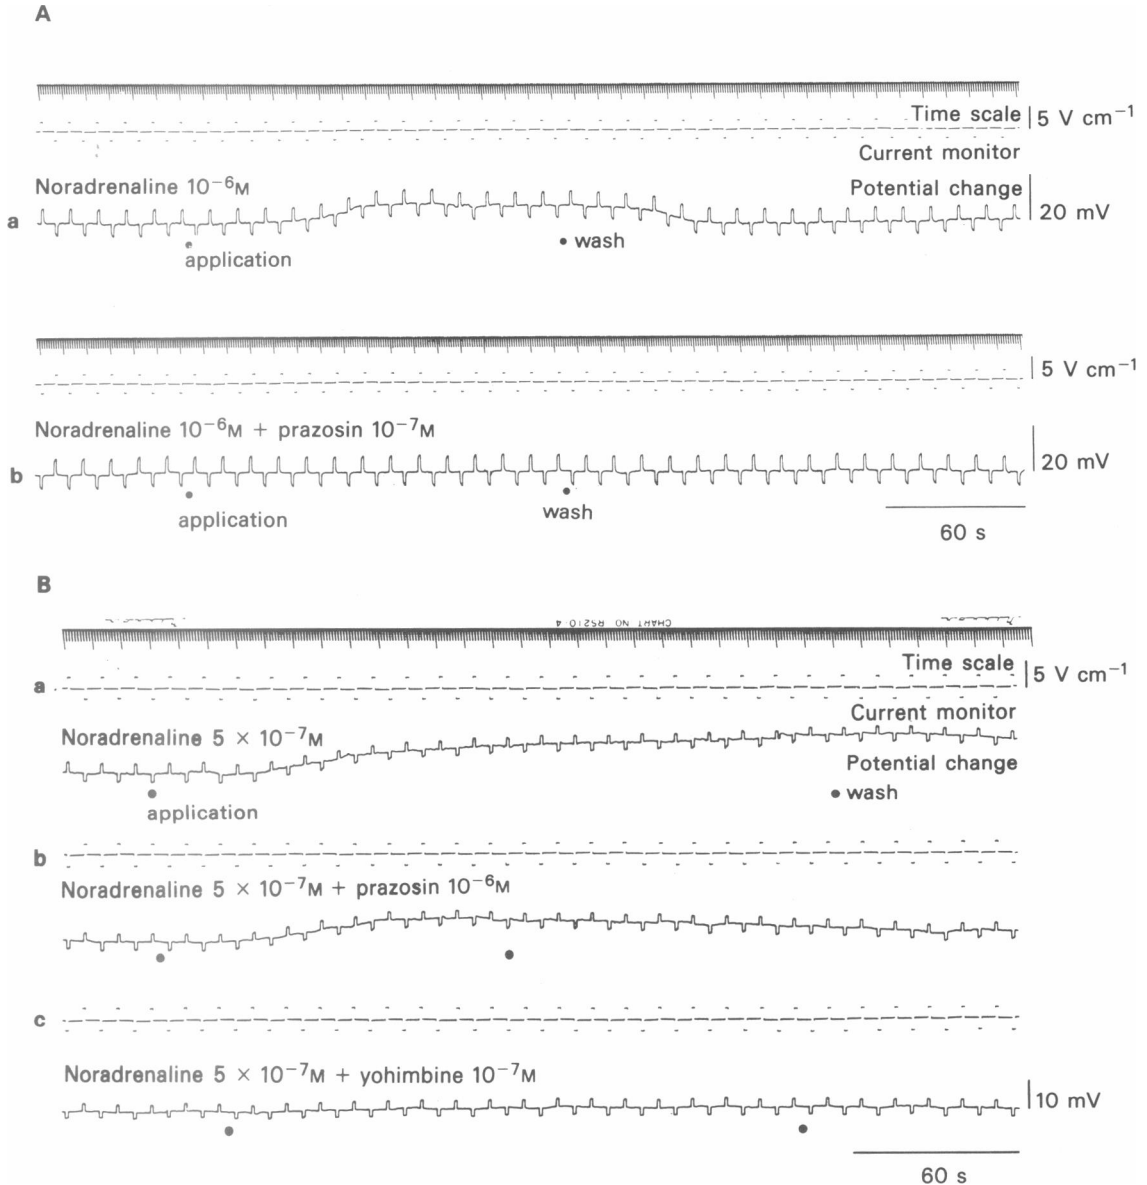 A
Time scale
5 V cm⁻¹
Current monitor
Noradrenaline 10⁻⁶M
Potential change
20 mV
a
application
wash
5 V cm⁻¹
Noradrenaline 10⁻⁶M + prazosin 10⁻⁷M
20 mV
b
application
wash
60 s
B
CHART NO RS210 4
Time scale
5 V cm⁻¹
a
Current monitor
Noradrenaline 5 × 10⁻⁷M
Potential change
wash
application
b
Noradrenaline 5 × 10⁻⁷M + prazosin 10⁻⁶M
c
Noradrenaline 5 × 10⁻⁷M + yohimbine 10⁻⁷M
10 mV
60 s